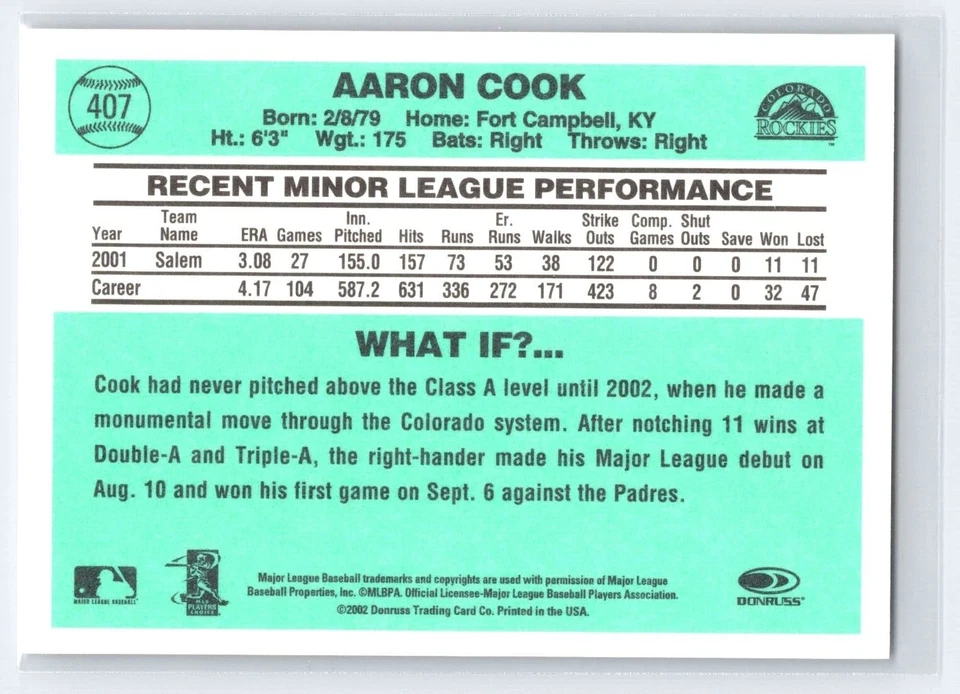 407
AARON COOK
Born: 2/8/79 Home: Fort Campbell, KY
Ht.: 6'3" Wgt.: 175 Bats: Right Throws: Right
COLORADO
ROCKIES
TM
RECENT MINOR LEAGUE PERFORMANCE
Year Team Name ERA Games Inn. Pitched Hits Runs Er. Runs Walks Strike Outs Comp. Games Shut Outs Save Won Lost
2001 Salem 3.08 27 155.0 157 73 53 38 122 0 0 0 11 11
Career 4.17 104 587.2 631 336 272 171 423 8 2 0 32 47
WHAT IF?...
Cook had never pitched above the Class A level until 2002, when he made a
monumental move through the Colorado system. After notching 11 wins at
Double-A and Triple-A, the right-hander made his Major League debut on
Aug. 10 and won his first game on Sept. 6 against the Padres.
MAJOR LEAGUE BASEBALL
MLB
PLAYERS
CHOICE
Major League Baseball trademarks and copyrights are used with permission of Major League
Baseball Properties, Inc. ©MLBPA. Official Licensee-Major League Baseball Players Association.
©2002 Donruss Trading Card Co. Printed in the USA.
DONRUSS